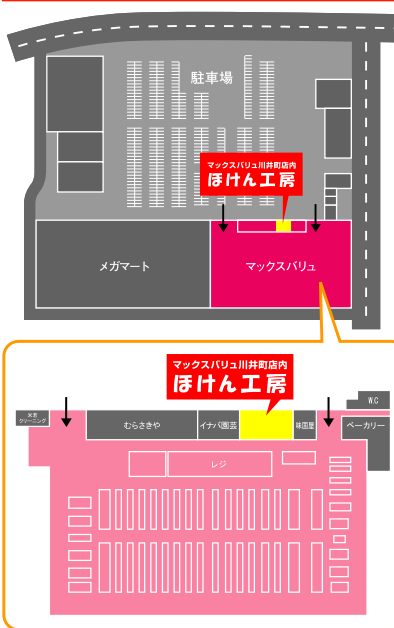 駐車場
マックスバリュ川井町店内
ほけん工房
メガマート
マックスバリュ
マックスバリュ川井町店内
ほけん工房
W.C
クリーニング
むらさきや
イナバ園芸
味国屋
ベーカリー
レジ